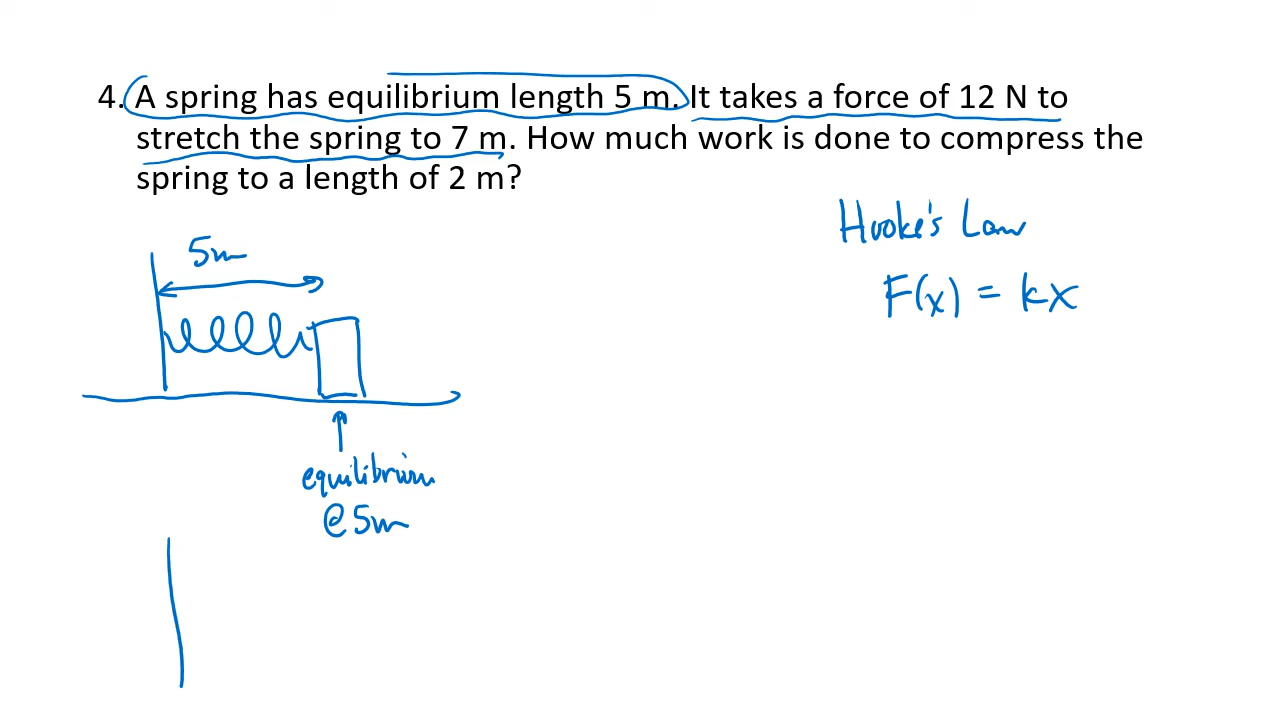 4. A spring has equilibrium length 5 m. It takes a force of 12 N to
stretch the spring to 7 m. How much work is done to compress the
spring to a length of 2 m?
Hooke's Law
F(x) = kx
5m
equilibrium
@ 5m